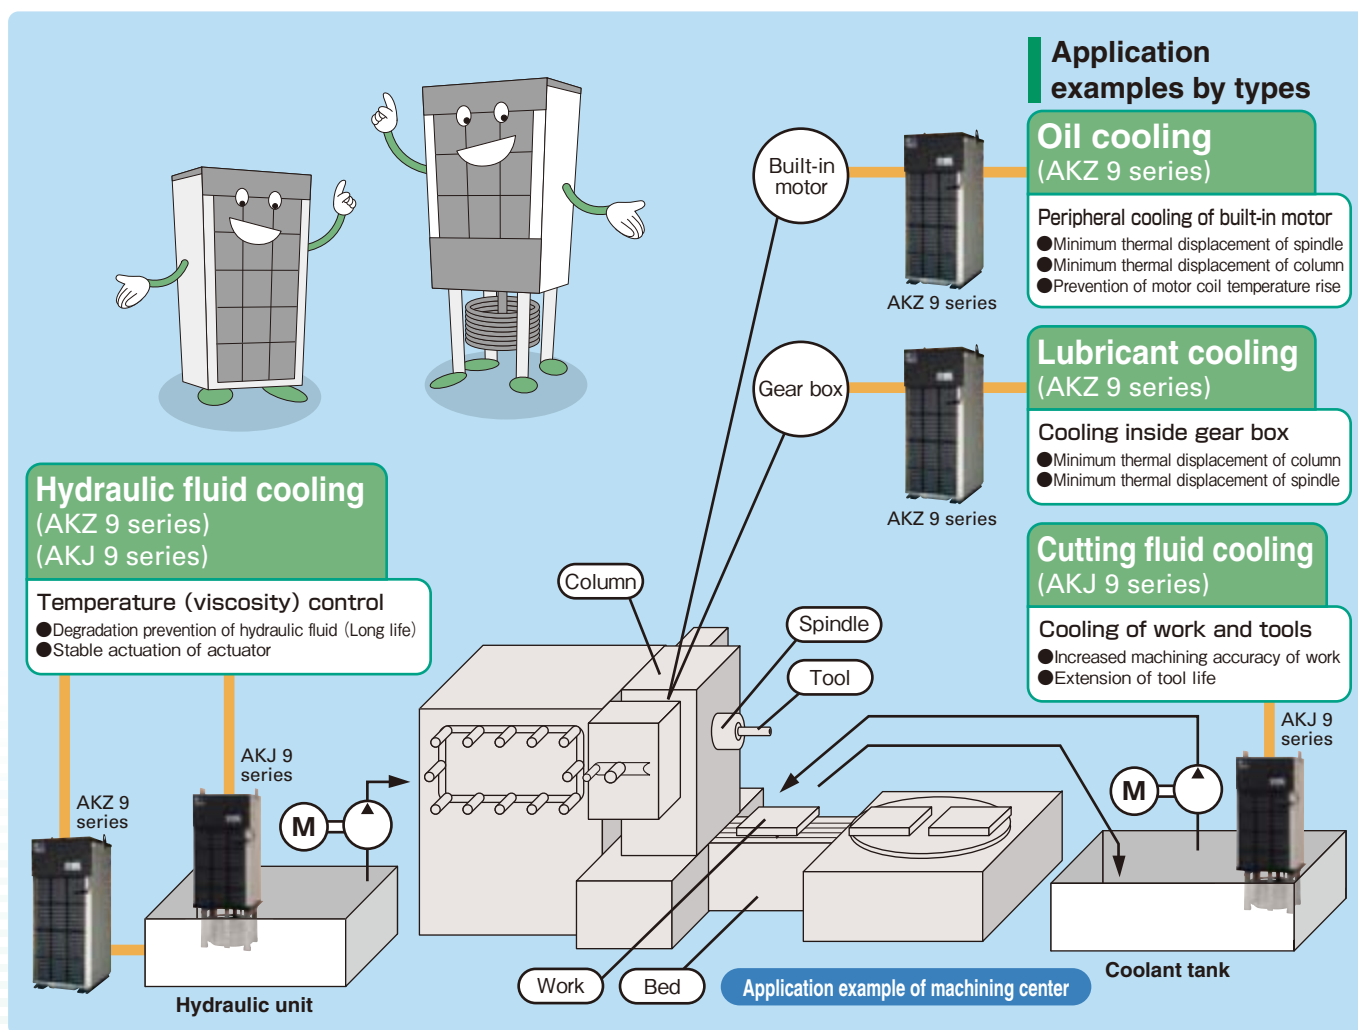 Application
examples by types
Oil cooling
(AKZ 9 series)
Peripheral cooling of built-in motor
●Minimum thermal displacement of spindle
●Minimum thermal displacement of column
●Prevention of motor coil temperature rise
Built-in
motor
AKZ 9 series
Lubricant cooling
(AKZ 9 series)
Cooling inside gear box
●Minimum thermal displacement of column
●Minimum thermal displacement of spindle
Gear box
AKZ 9 series
Hydraulic fluid cooling
(AKZ 9 series)
(AKJ 9 series)
Temperature (viscosity) control
●Degradation prevention of hydraulic fluid (Long life)
●Stable actuation of actuator
Cutting fluid cooling
(AKJ 9 series)
Cooling of work and tools
●Increased machining accuracy of work
●Extension of tool life
Column
Spindle
Tool
AKJ 9
series
AKZ 9
series
M
AKJ 9
series
M
Hydraulic unit
Work
Bed
Application example of machining center
Coolant tank